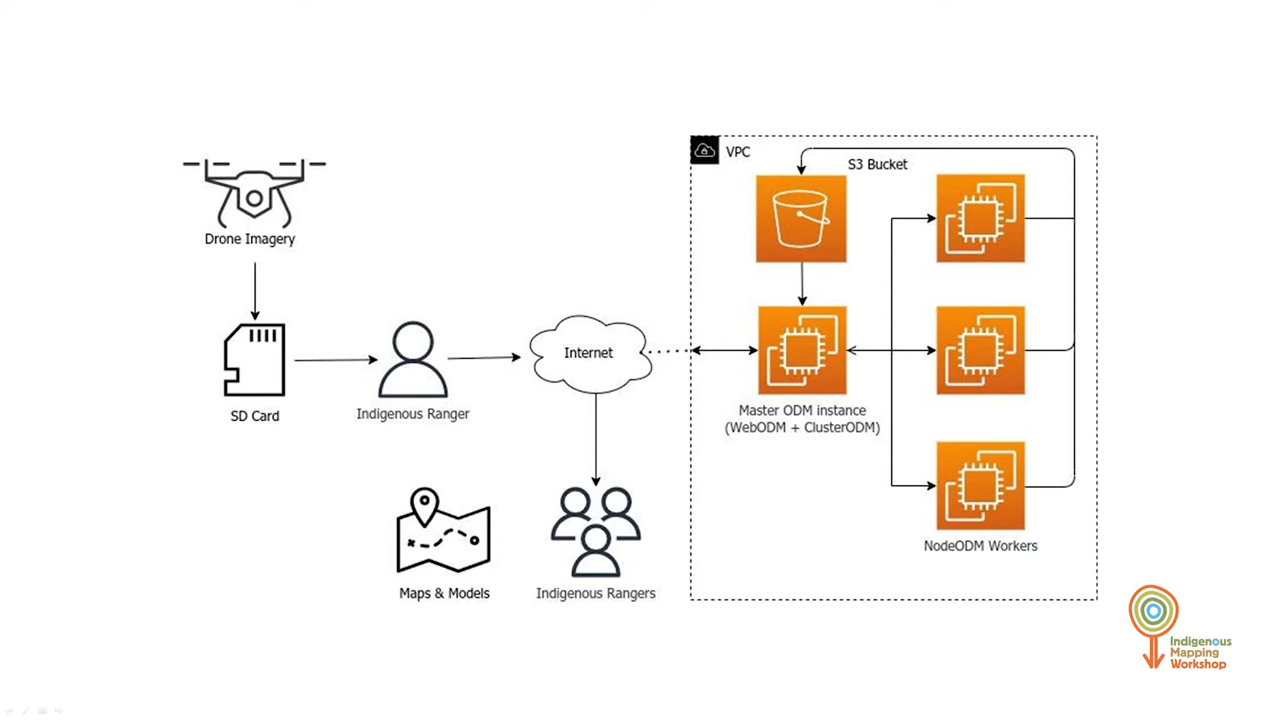 VPC
S3 Bucket
Drone Imagery
Internet
SD Card
Indigenous Ranger
Master ODM instance
(WebODM + ClusterODM)
NodeODM Workers
Maps & Models
Indigenous Rangers
Indigenous
Mapping
Workshop